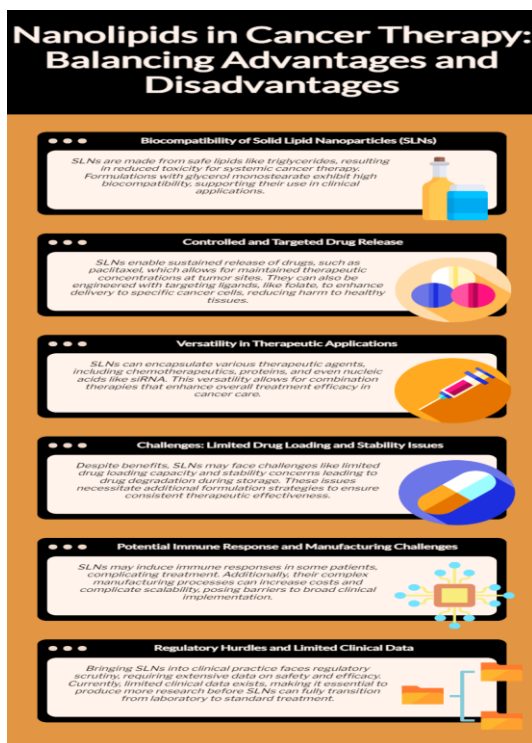 Nanolipids in Cancer Therapy:
Balancing Advantages and
Disadvantages
Biocompatibility of Solid Lipid Nanoparticles (SLNs)
SLNs are made from safe lipids like triglycerides, resulting
in reduced toxicity for systemic cancer therapy.
Formulations with glycerol monostearate exhibit high
biocompatibility, supporting their use in clinical
applications.
Controlled and Targeted Drug Release
SLNs enable sustained release of drugs, such as
paclitaxel, which allows for maintained therapeutic
concentrations at tumor sites. They can also be
engineered with targeting ligands, like folate, to enhance
delivery to specific cancer cells, reducing harm to healthy
tissues.
Versatility in Therapeutic Applications
SLNs can encapsulate various therapeutic agents,
including chemotherapeutics, proteins, and even nucleic
acids like siRNA. This versatility allows for combination
therapies that enhance overall treatment efficacy in
cancer care.
Challenges: Limited Drug Loading and Stability Issues
Despite benefits, SLNs may face challenges like limited
drug loading capacity and stability concerns leading to
drug degradation during storage. These issues
necessitate additional formulation strategies to ensure
consistent therapeutic effectiveness.
Potential Immune Response and Manufacturing Challenges
SLNs may induce immune responses in some patients,
complicating treatment. Additionally, their complex
manufacturing processes can increase costs and
complicate scalability, posing barriers to broad clinical
implementation.
Regulatory Hurdles and Limited Clinical Data
Bringing SLNs into clinical practice faces regulatory
scrutiny, requiring extensive data on safety and efficacy.
Currently, limited clinical data exists, making it essential to
produce more research before SLNs can fully transition
from laboratory to standard treatment.